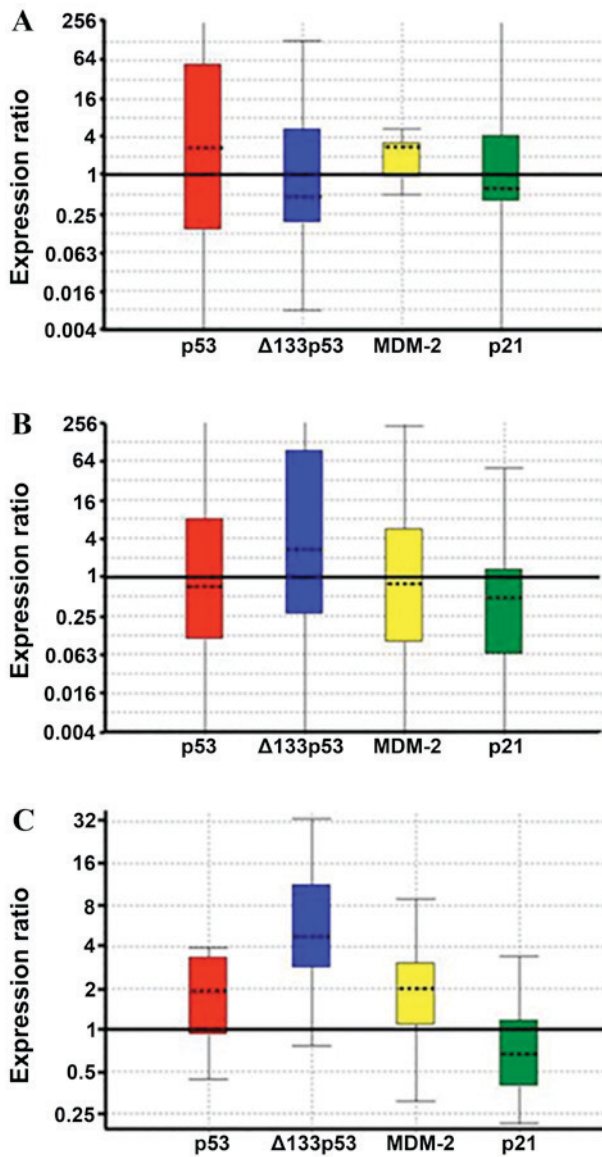 A
Expression ratio
256
64
16
4
1
0.25
0.063
0.016
0.004
p53 Δ133p53 MDM-2 p21
B
Expression ratio
256
64
16
4
1
0.25
0.063
0.016
0.004
p53 Δ133p53 MDM-2 p21
C
Expression ratio
32
16
8
4
2
1
0.5
0.25
p53 Δ133p53 MDM-2 p21